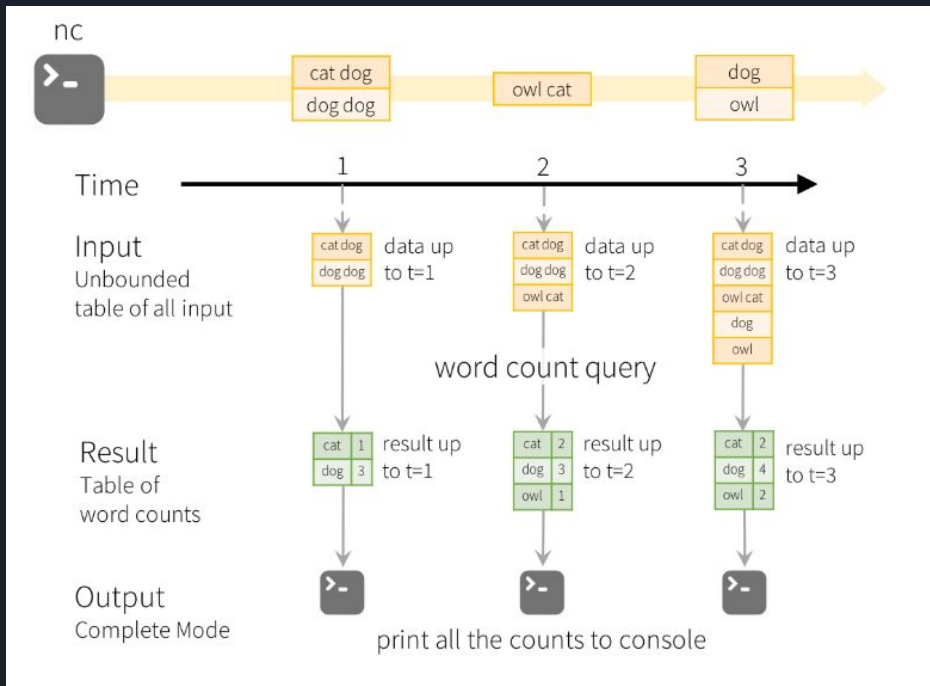 nc
cat dog
dog dog
owl cat
dog
owl
Time
1
2
3
Input
Unbounded
table of all input
cat dog
dog dog
data up
to t=1
cat dog
dog dog
owl cat
data up
to t=2
cat dog
dog dog
owl cat
dog
owl
data up
to t=3
word count query
Result
Table of
word counts
cat 1
dog 3
result up
to t=1
cat 2
dog 3
owl 1
result up
to t=2
cat 2
dog 4
owl 2
result up
to t=3
Output
Complete Mode
print all the counts to console